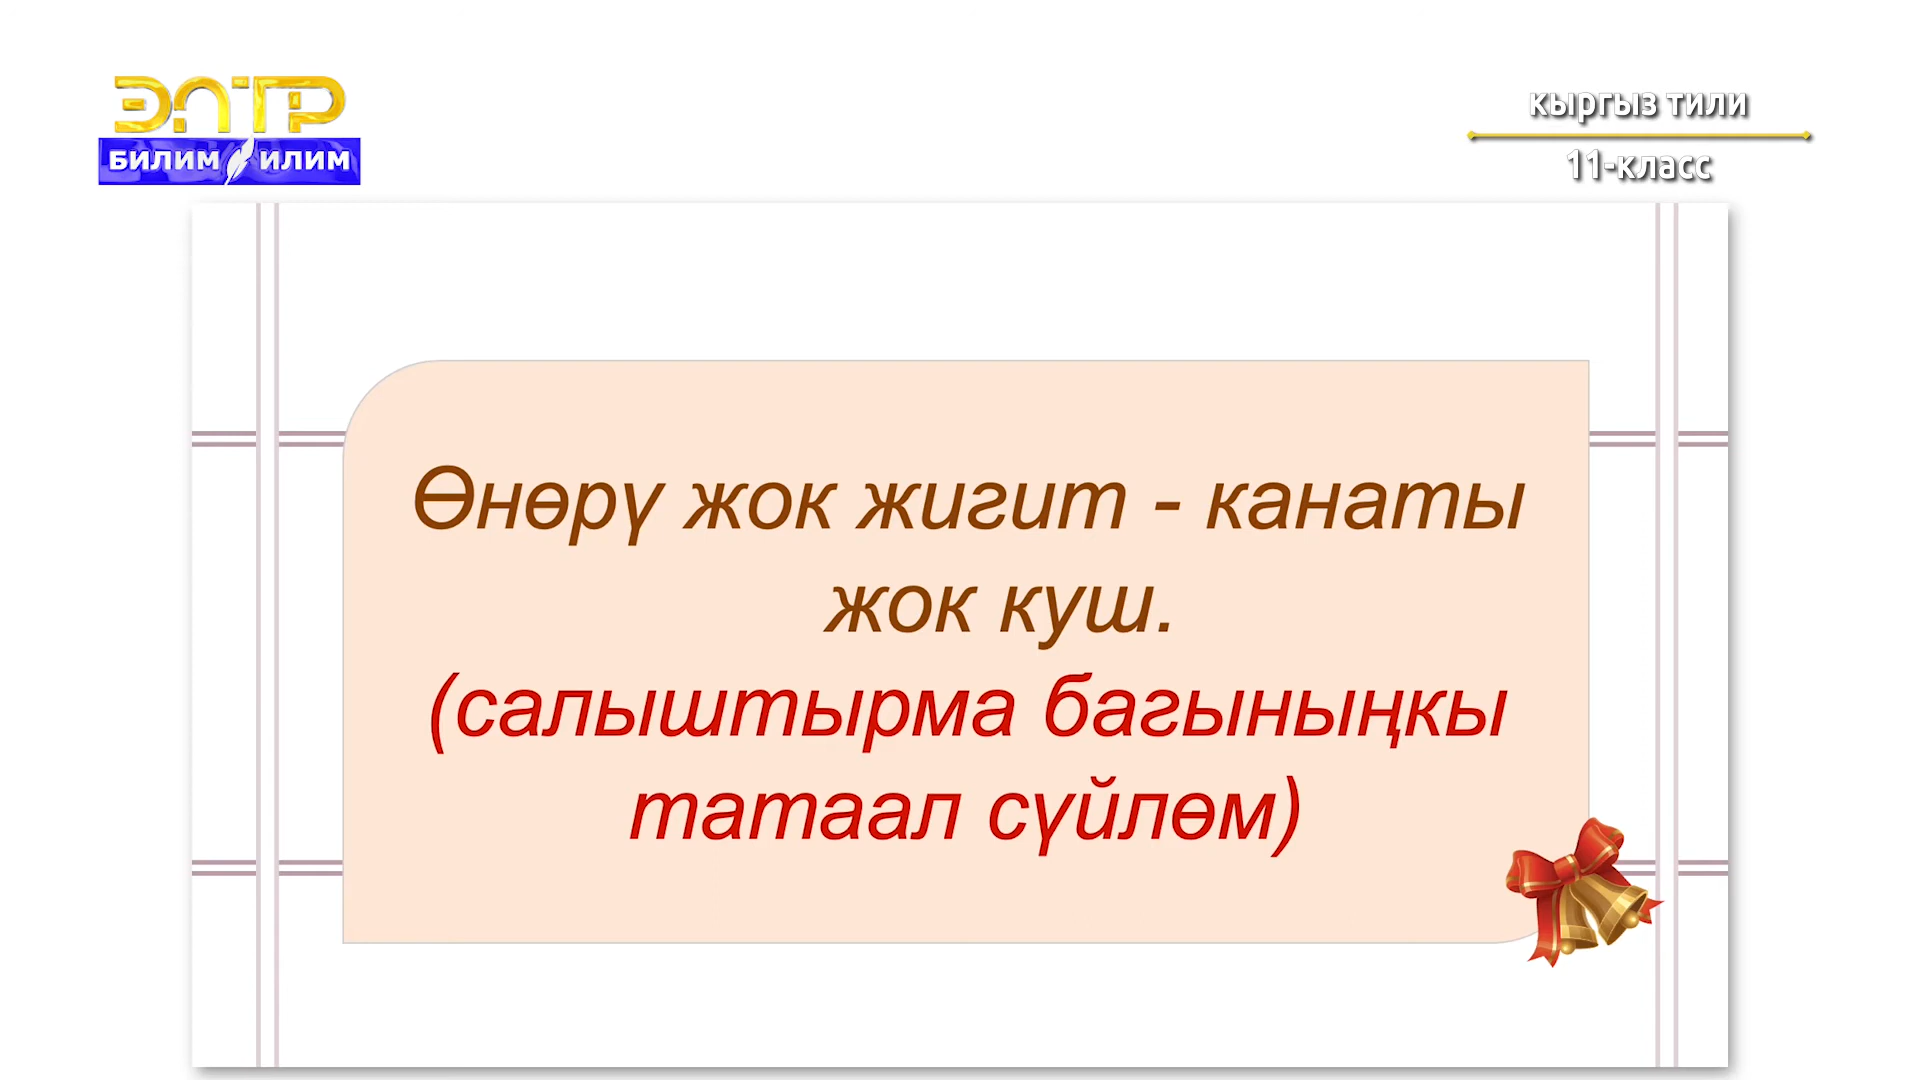 ЭЛТР
БИЛИМ ИЛИМ
кыргыз тили
11-класс
Өнөрү жок жигит - канаты
жок куш.
(салыштырма багыныңкы
татаал сүйлөм)